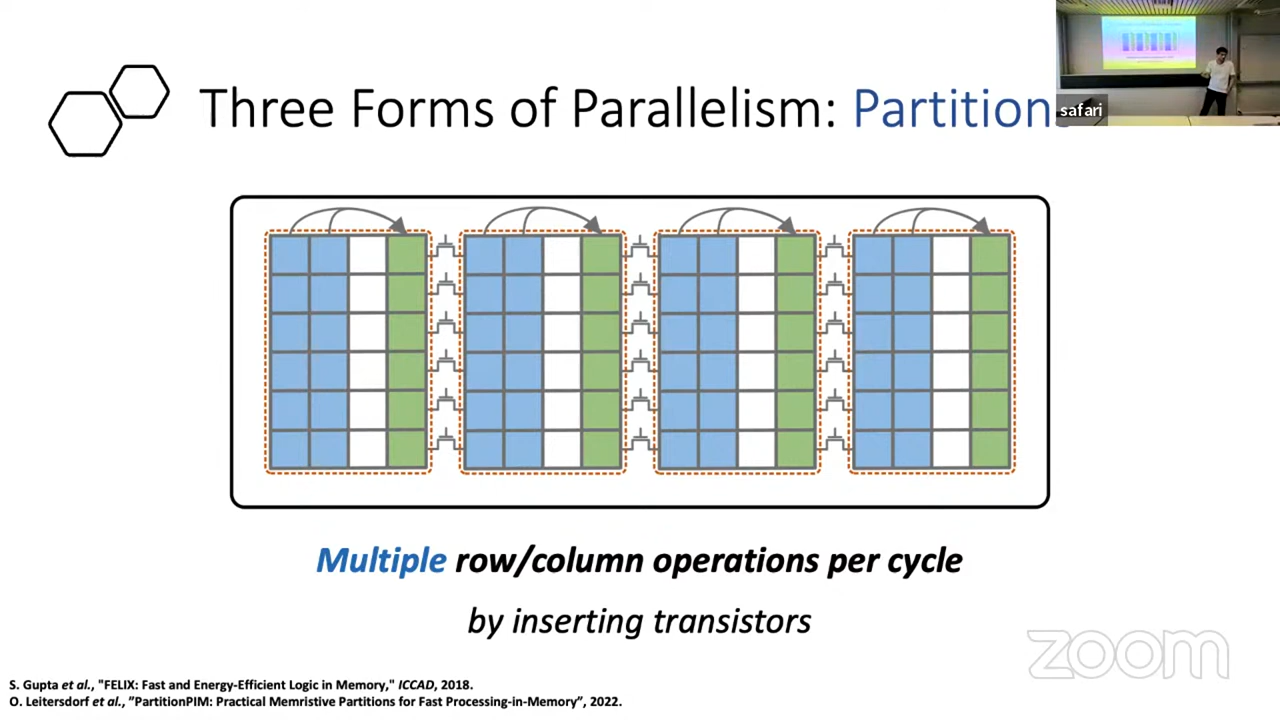 Three Forms of Parallelism: Partition
safari
Multiple row/column operations per cycle
by inserting transistors
zoom
S. Gupta et al., "FELIX: Fast and Energy-Efficient Logic in Memory," ICCAD, 2018.
O. Leitersdorf et al., ”PartitionPIM: Practical Memristive Partitions for Fast Processing-in-Memory”, 2022.